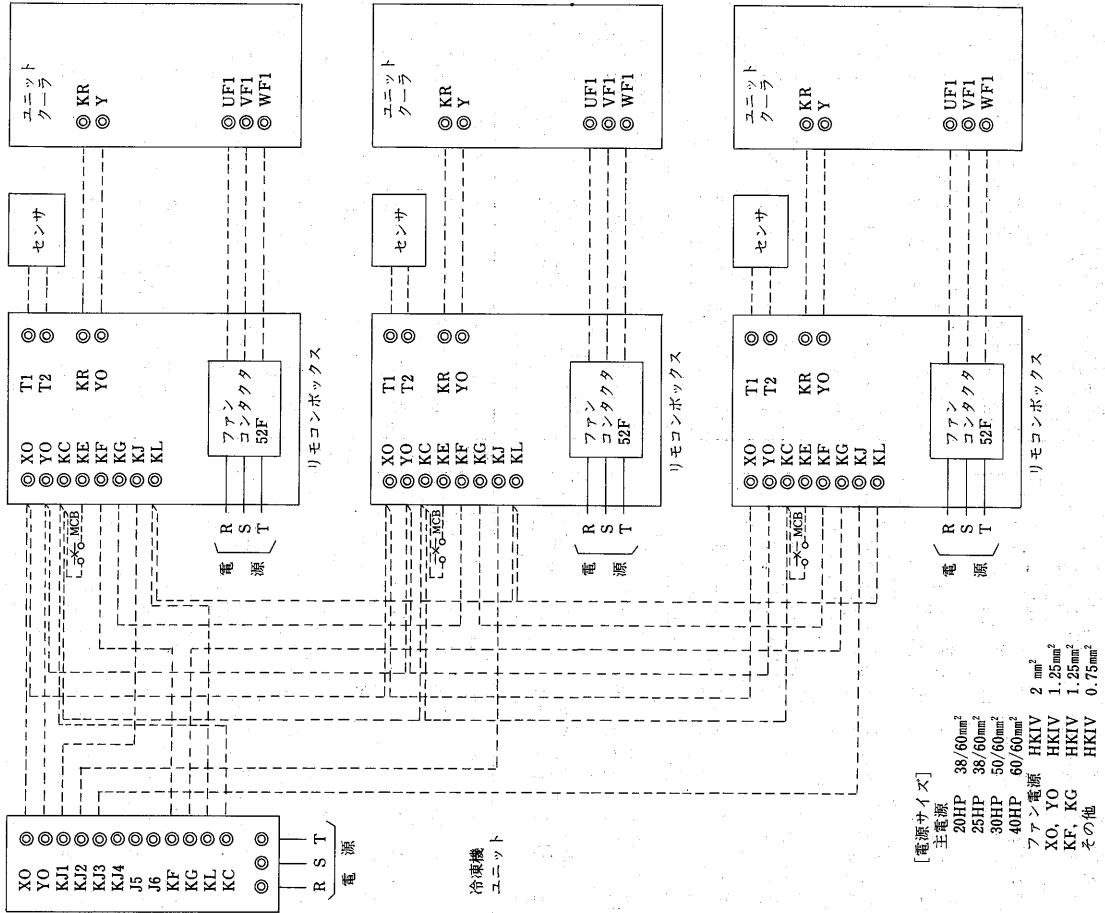 ユニット
クーラ
KR
Y
UF1
VF1
WF1
ユニット
クーラ
KR
Y
UF1
VF1
WF1
ユニット
クーラ
KR
Y
UF1
VF1
WF1
センサ
センサ
センサ
T1
T2
KR
YO
XO
YO
KC
KE
KF
KG
KJ
KL
ファン
コンタクタ
52F
リモコンボックス
MCB
R
S
T
電源
T1
T2
KR
YO
XO
YO
KC
KE
KF
KG
KJ
KL
ファン
コンタクタ
52F
リモコンボックス
MCB
R
S
T
電源
T1
T2
KR
YO
XO
YO
KC
KE
KF
KG
KJ
KL
ファン
コンタクタ
52F
リモコンボックス
MCB
R
S
T
電源
XO
YO
KJ1
KJ2
KJ3
KJ4
J5
J6
KF
KG
KL
KC
R S T
電源
冷凍機
ユニット
[電源サイズ]
主電源
20HP 38/60mm²
25HP 38/60mm²
30HP 50/60mm²
40HP 60/60mm²
ファン電源 HKIV 2 mm²
XO, YO HKIV 1.25mm²
KF, KG HKIV 1.25mm²
その他 HKIV 0.75mm²